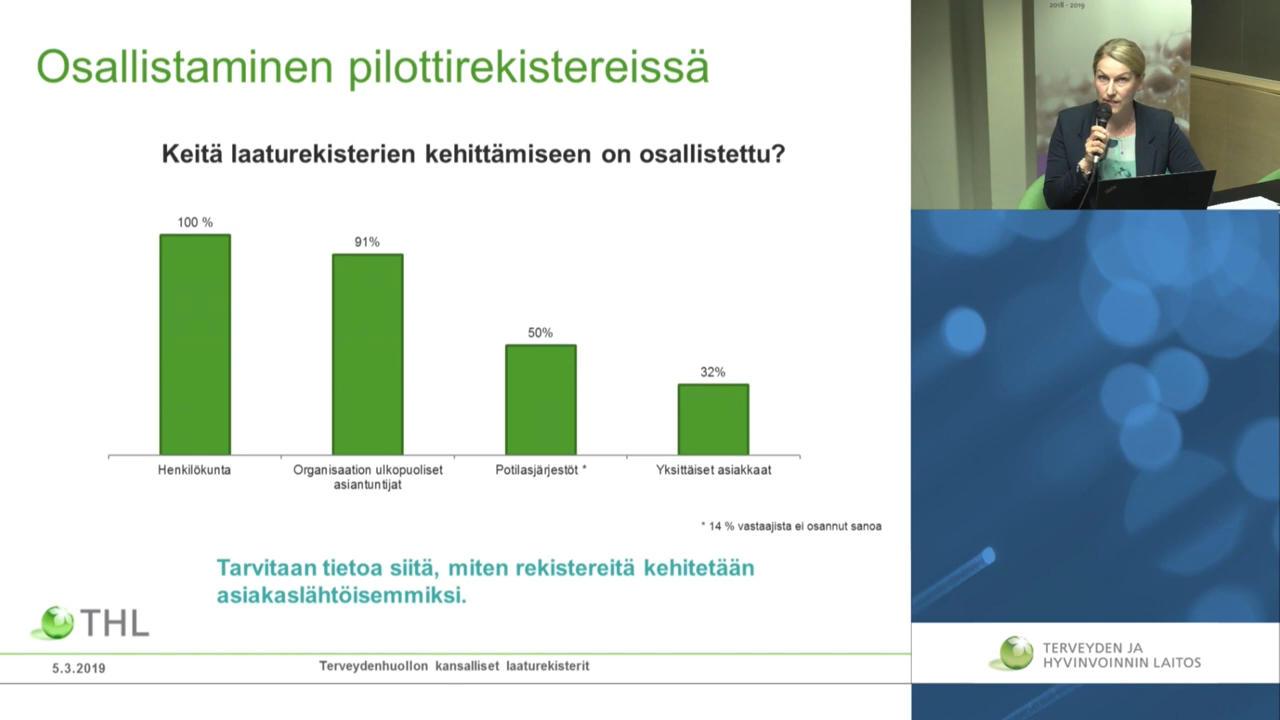 Osallistaminen pilottirekistereissä
Keitä laaturekisterien kehittämiseen on osallistettu?
100 %
91%
50%
32%
Henkilökunta
Organisaation ulkopuoliset
asiantuntijat
Potilasjärjestöt *
Yksittäiset asiakkaat
* 14 % vastaajista ei osannut sanoa
Tarvitaan tietoa siitä, miten rekistereitä kehitetään
asiakaslähtöisemmiksi.
THL
5.3.2019
Terveydenhuollon kansalliset laaturekisterit
2018 - 2019
TERVEYDEN JA
HYVINVOINNIN LAITOS